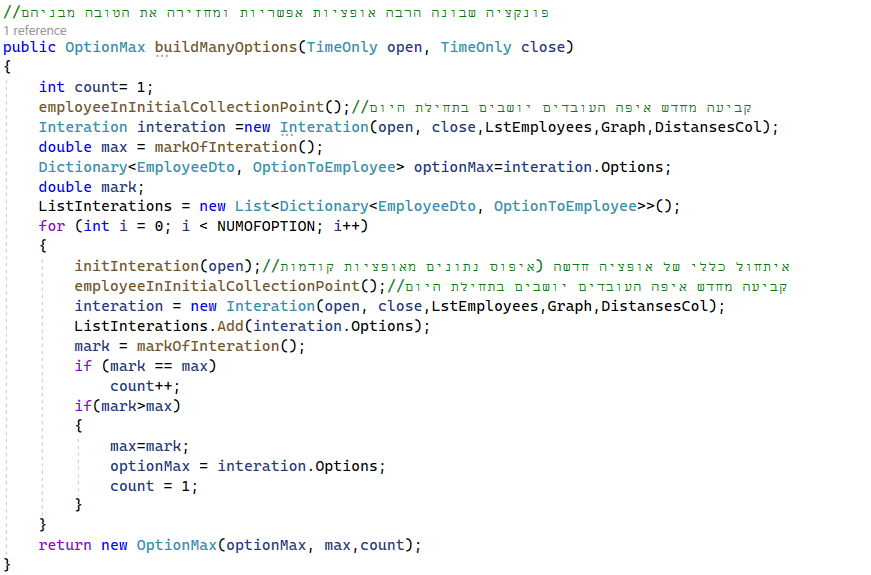 //פונקציה שבונה הרבה אופציות אפשריות ומחזירה את הטובה מבניהם
1 reference
public OptionMax buildManyOptions(TimeOnly open, TimeOnly close)
{
int count= 1;
employeeInInitialCollectionPoint();//קביעה מחדש איפה העובדים יושבים בתחילת היום
Interation interation =new Interation(open, close,LstEmployees,Graph,DistansesCol);
double max = markOfInteration();
Dictionary<EmployeeDto, OptionToEmployee> optionMax=interation.Options;
double mark;
ListInterations = new List<Dictionary<EmployeeDto, OptionToEmployee>>();
for (int i = 0; i < NUMOFOPTION; i++)
{
initInteration(open);//איתחול כללי של אופציה חדשה (איפוס נתונים מאופציות קודמות
employeeInInitialCollectionPoint();//קביעה מחדש איפה העובדים יושבים בתחילת היום
interation = new Interation(open, close,LstEmployees,Graph,DistansesCol);
ListInterations.Add(interation.Options);
mark = markOfInteration();
if (mark == max)
count++;
if(mark>max)
{
max=mark;
optionMax = interation.Options;
count = 1;
}
}
return new OptionMax(optionMax, max,count);
}